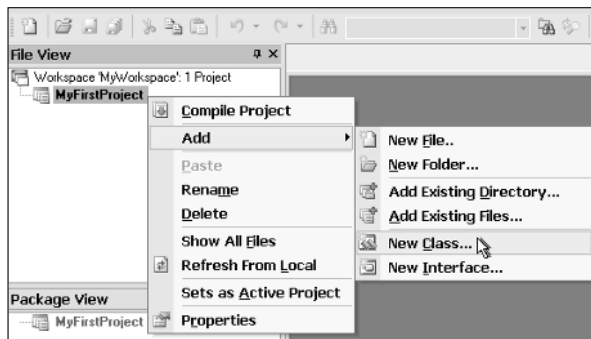 File View
Workspace 'MyWorkspace': 1 Project
MyFirstProject
Compile Project
Add
Paste
Rename
Delete
Show All Files
Refresh From Local
Sets as Active Project
Properties
New File..
New Folder...
Add Existing Directory...
Add Existing Files...
New Class...
New Interface...
Package View
MyFirstProject